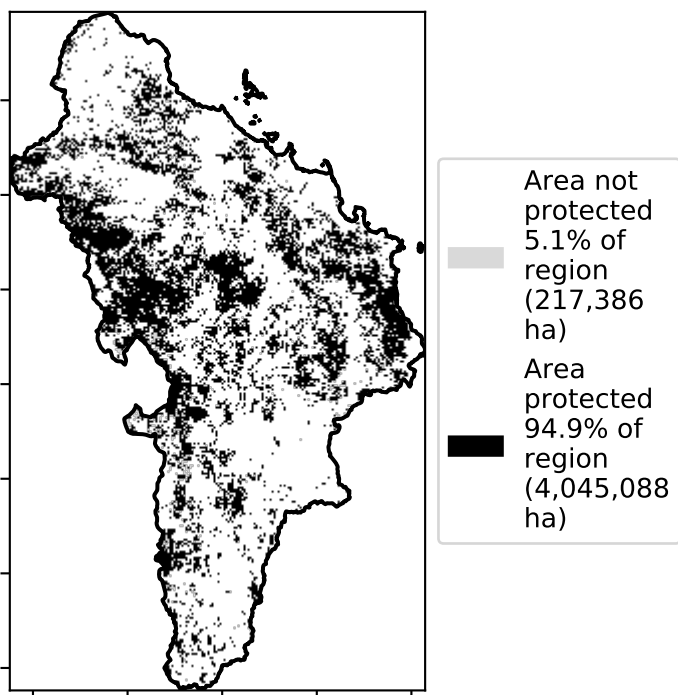 Area not
protected
5.1% of
region
(217,386
ha)
Area
protected
94.9% of
region
(4,045,088
ha)